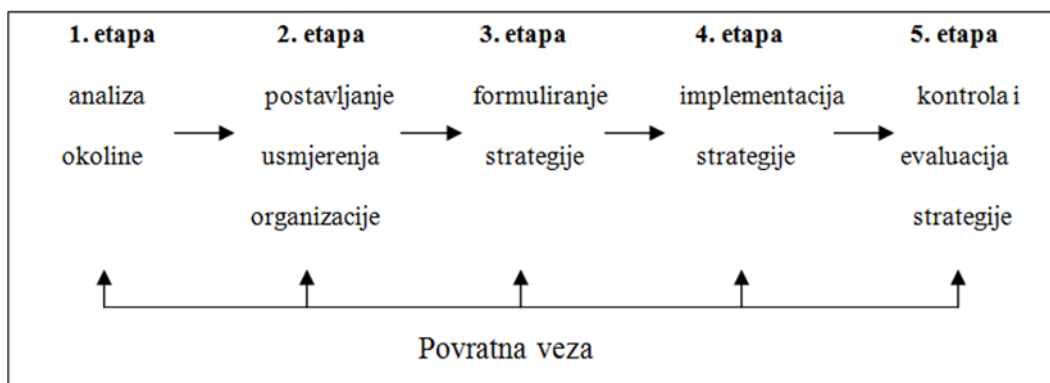 1. etapa 2. etapa 3. etapa 4. etapa 5. etapa
analiza postavljanje formuliranje implementacija kontrola i
okoline usmjerenja strategije strategije evaluacija
organizacije strategije
Povratna veza